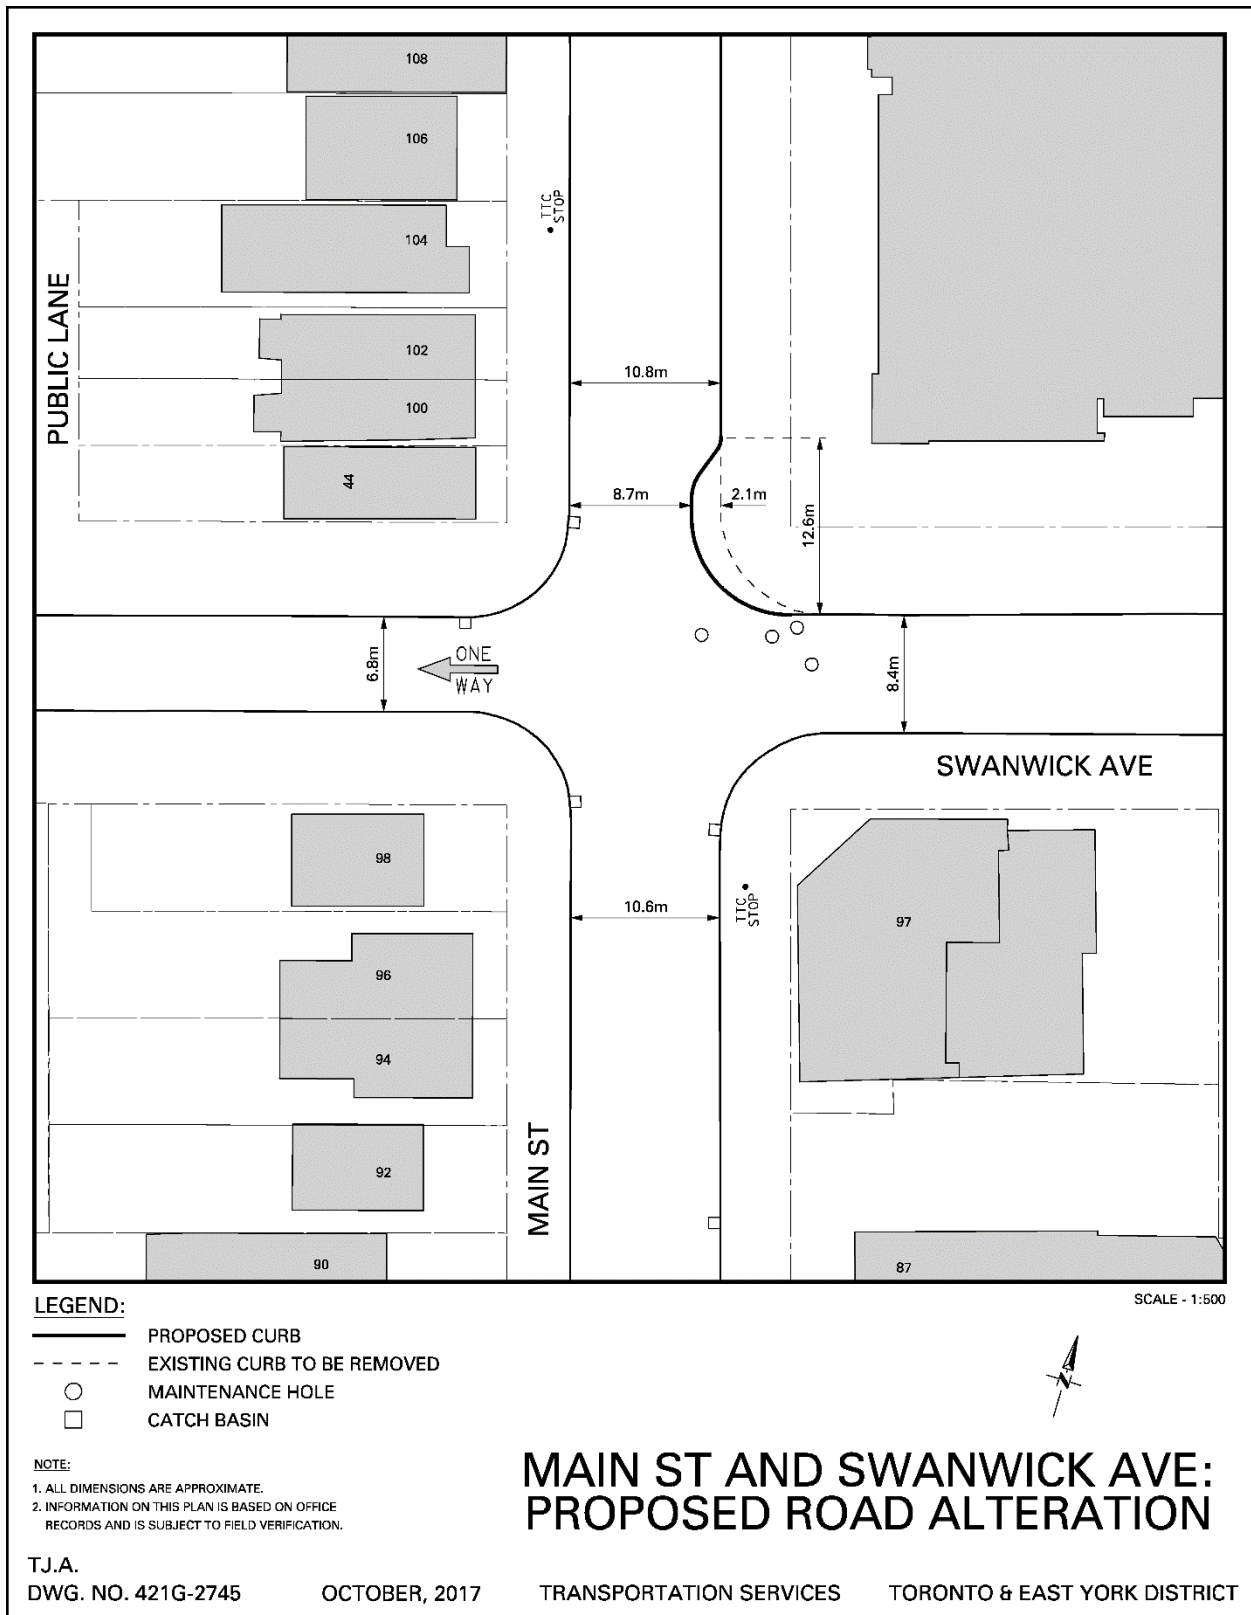 108
106
TTC
STOP
104
PUBLIC LANE
102
10.8m
100
44
8.7m
2.1m
12.6m
6.8m
ONE
WAY
8.4m
SWANWICK AVE
98
10.6m
TTC
STOP
97
96
94
MAIN ST
92
90
87
LEGEND:
SCALE - 1:500
PROPOSED CURB
EXISTING CURB TO BE REMOVED
MAINTENANCE HOLE
CATCH BASIN
N
NOTE:
1. ALL DIMENSIONS ARE APPROXIMATE.
2. INFORMATION ON THIS PLAN IS BASED ON OFFICE
RECORDS AND IS SUBJECT TO FIELD VERIFICATION.
MAIN ST AND SWANWICK AVE:
PROPOSED ROAD ALTERATION
TJ.A.
DWG. NO. 421G-2745 OCTOBER, 2017 TRANSPORTATION SERVICES TORONTO & EAST YORK DISTRICT